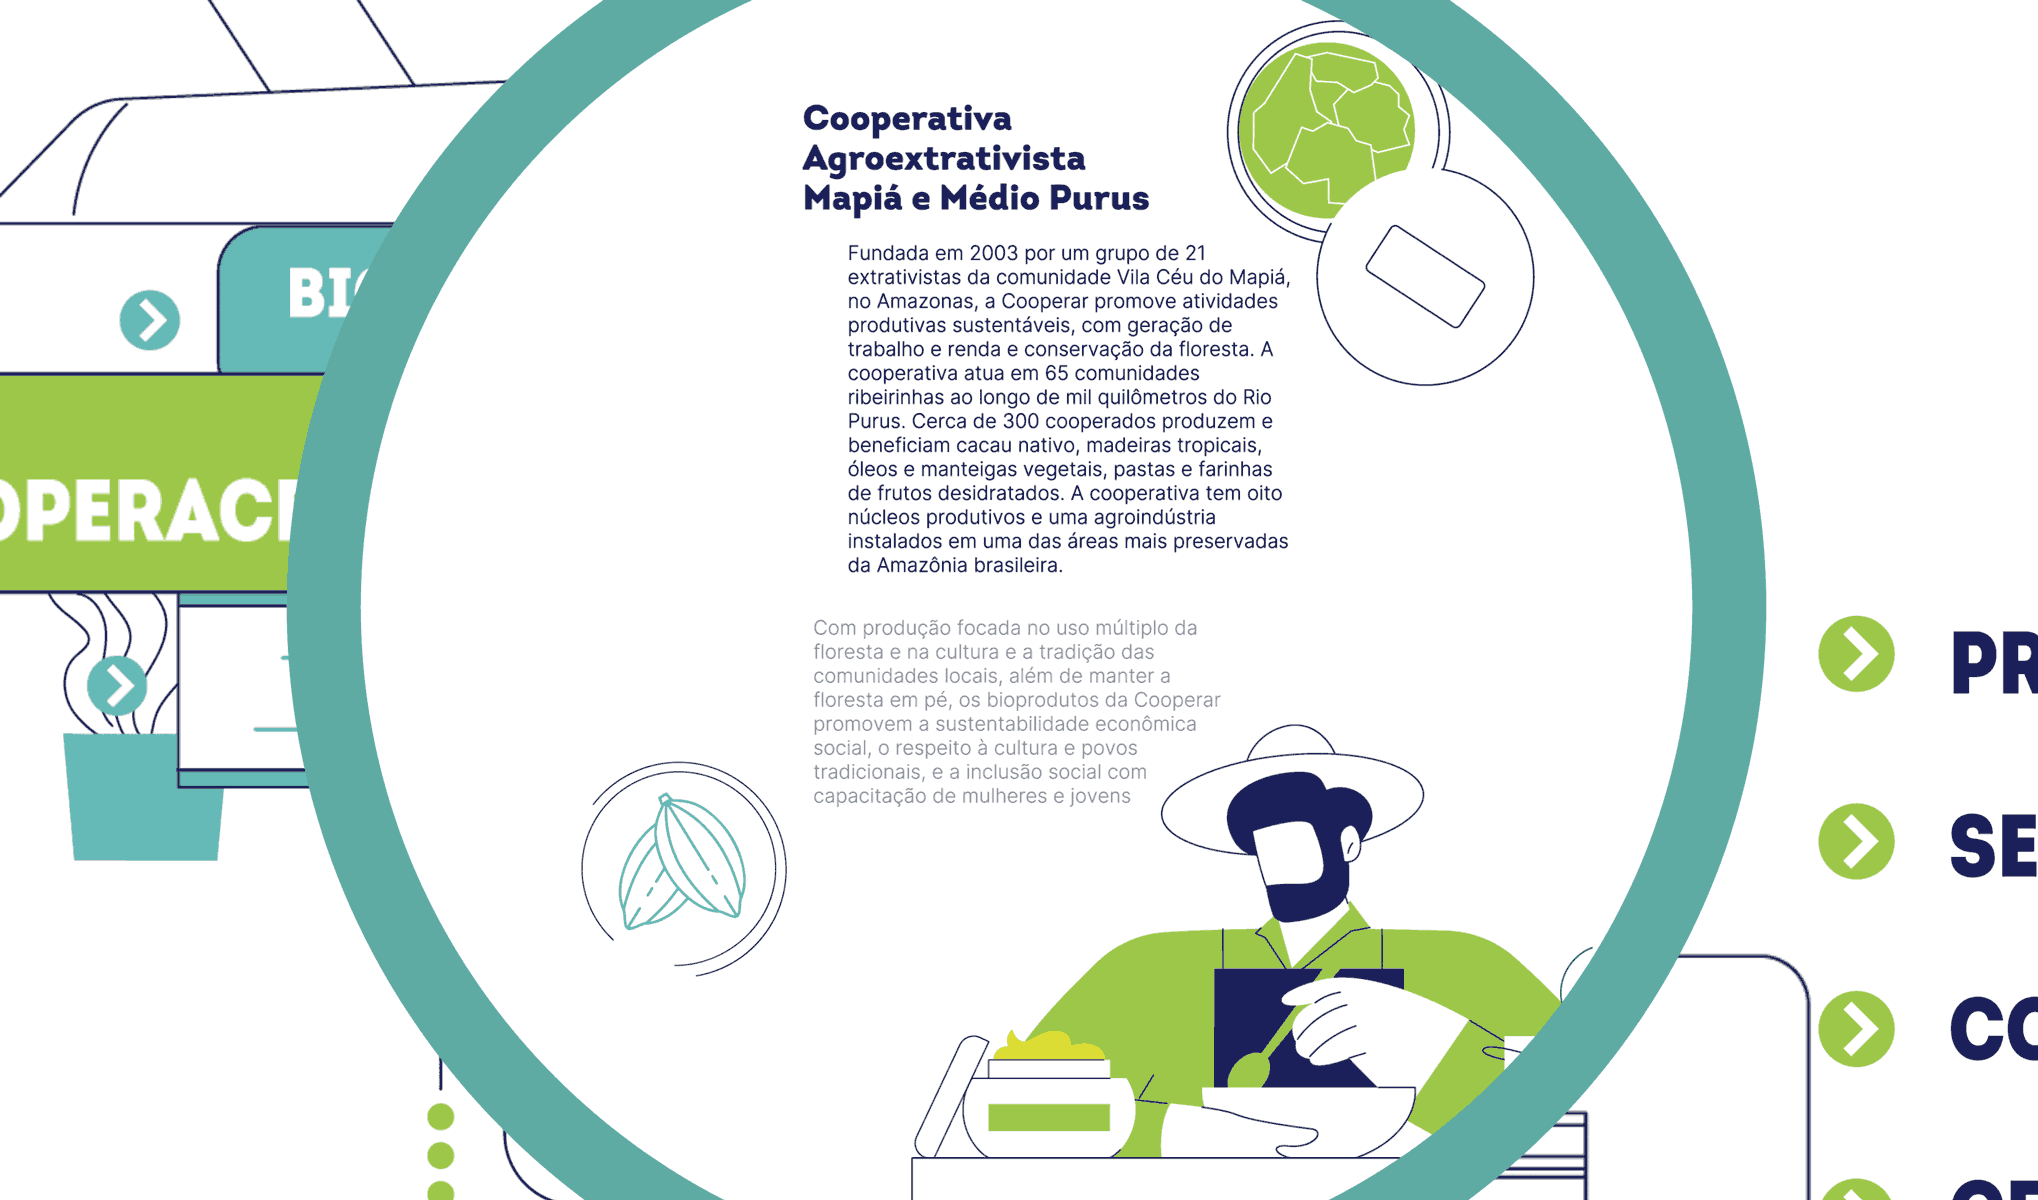 Cooperativa
Agroextrativista
Mapiá e Médio Purus
Fundada em 2003 por um grupo de 21
extrativistas da comunidade Vila Céu do Mapiá,
no Amazonas, a Cooperar promove atividades
produtivas sustentáveis, com geração de
trabalho e renda e conservação da floresta. A
cooperativa atua em 65 comunidades
ribeirinhas ao longo de mil quilômetros do Rio
Purus. Cerca de 300 cooperados produzem e
beneficiam cacau nativo, madeiras tropicais,
óleos e manteigas vegetais, pastas e farinhas
de frutos desidratados. A cooperativa tem oito
núcleos produtivos e uma agroindústria
instalados em uma das áreas mais preservadas
da Amazônia brasileira.
Com produção focada no uso múltiplo da
floresta e na cultura e a tradição das
comunidades locais, além de manter a
floresta em pé, os bioprodutos da Cooperar
promovem a sustentabilidade econômica
social, o respeito à cultura e povos
tradicionais, e a inclusão social com
capacitação de mulheres e jovens